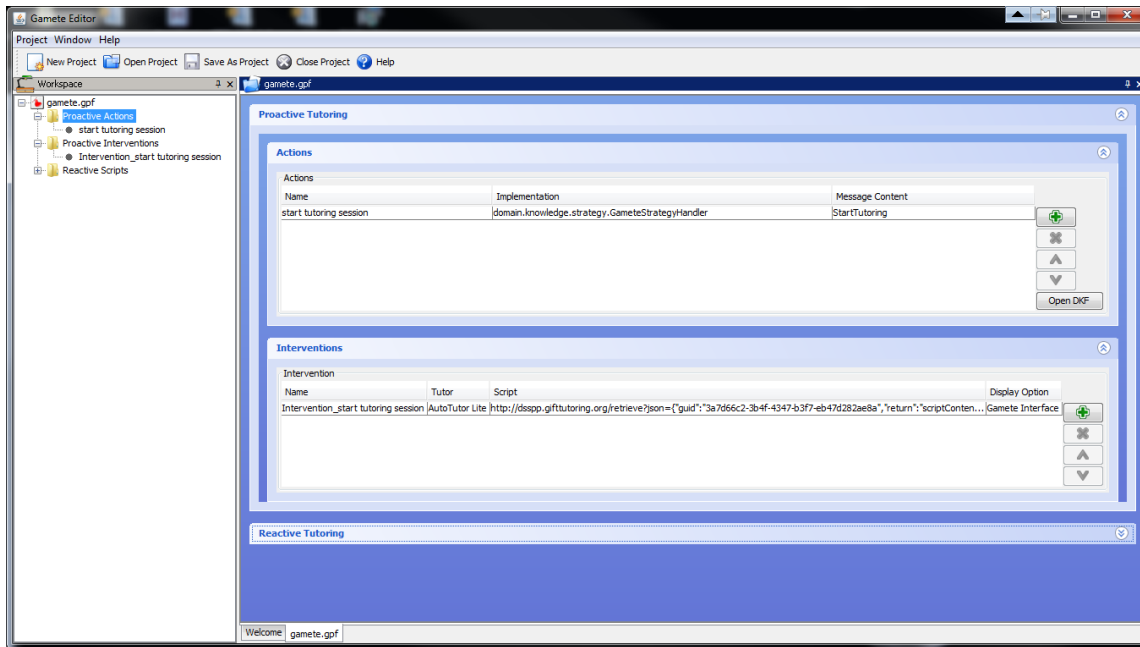 Gamete Editor
Project Window Help
New Project Open Project Save As Project Close Project Help
Workspace
gamete.gpf
gamete.gpf
Proactive Actions
start tutoring session
Proactive Interventions
Intervention_start tutoring session
Reactive Scripts
Proactive Tutoring
Actions
Actions
Name Implementation Message Content
start tutoring session domain.knowledge.strategy.GameteStrategyHandler StartTutoring
Open DKF
Interventions
Intervention
Name Tutor Script Display Option
Intervention_start tutoring session AutoTutor Lite http://dsspp.gifttutoring.org/retrieve?json={"guid":"3a7d66c2-3b4f-4347-b3f7-eb47d282ae8a","return":"scriptConten... Gamete Interface
Reactive Tutoring
Welcome gamete.gpf